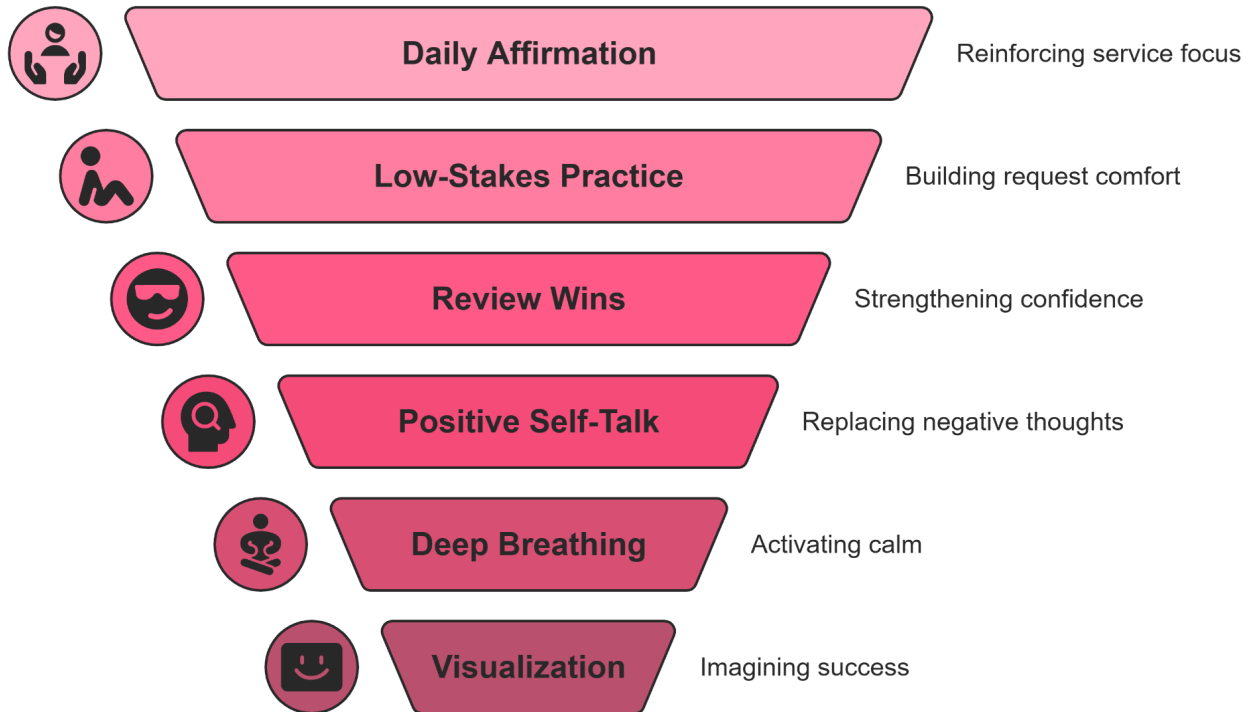 Daily Affirmation
Reinforcing service focus
Low-Stakes Practice
Building request comfort
Review Wins
Strengthening confidence
Positive Self-Talk
Replacing negative thoughts
Deep Breathing
Activating calm
Visualization
Imagining success